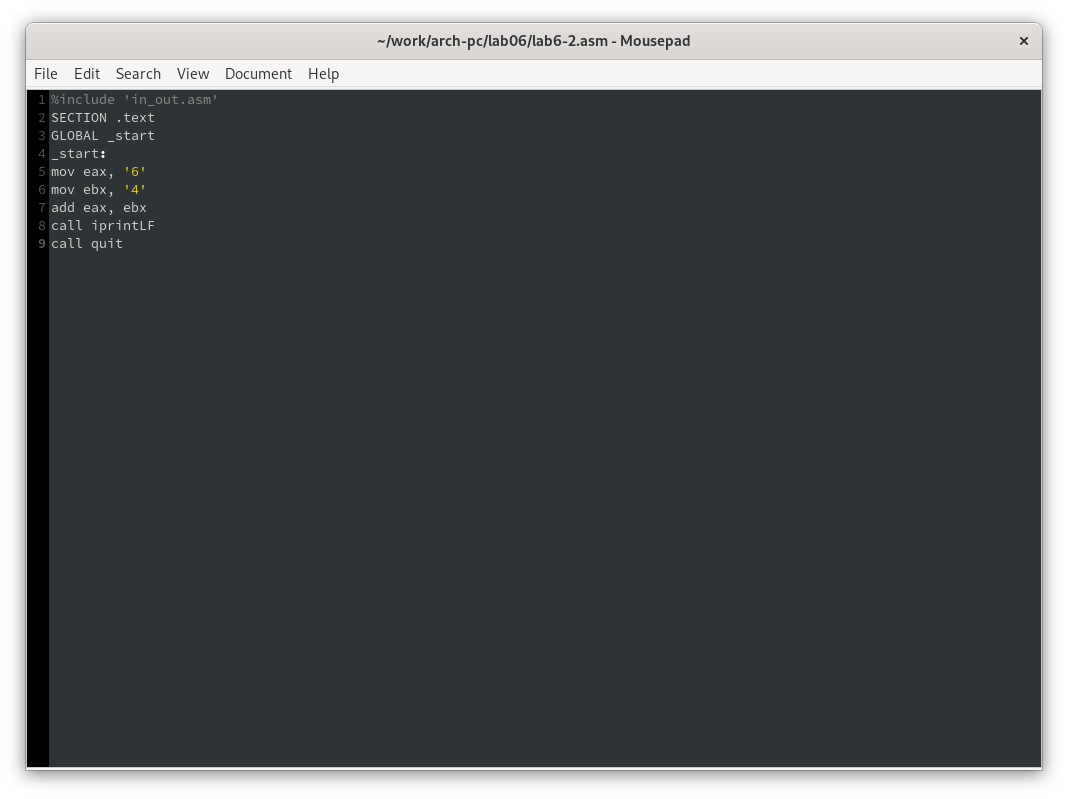 ~/work/arch-pc/lab06/lab6-2.asm - Mousepad
File Edit Search View Document Help
1 %include 'in_out.asm'
2 SECTION .text
3 GLOBAL _start
4 _start:
5 mov eax, '6'
6 mov ebx, '4'
7 add eax, ebx
8 call iprintLF
9 call quit